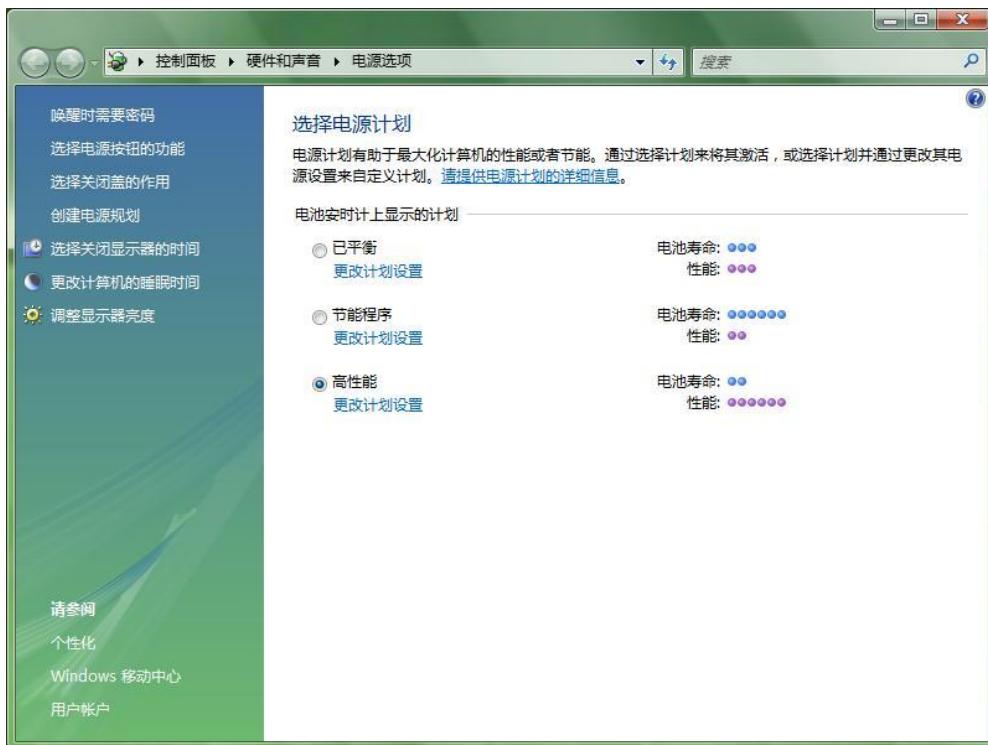 控制面板 ▸ 硬件和声音 ▸ 电源选项
搜索
唤醒时需要密码
选择电源按钮的功能
选择关闭盖的作用
创建电源规划
选择关闭显示器的时间
更改计算机的睡眠时间
调整显示器亮度
请参阅
个性化
Windows 移动中心
用户帐户
选择电源计划
电源计划有助于最大化计算机的性能或者节能。通过选择计划来将其激活，或选择计划并通过更改其电
源设置来自定义计划。请提供电源计划的详细信息。
电池安时计上显示的计划
已平衡 电池寿命:
更改计划设置 性能:
节能程序 电池寿命:
更改计划设置 性能:
高性能 电池寿命:
更改计划设置 性能: